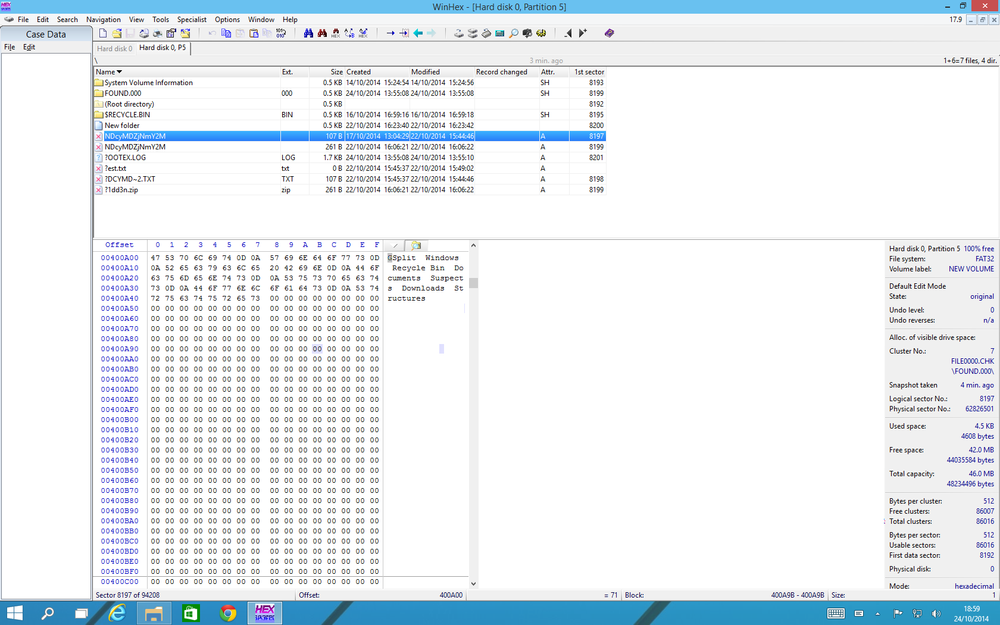 WinHex - [Hard disk 0, Partition 5]
File Edit Search Navigation View Tools Specialist Options Window Help 17.9
Case Data
File Edit
Hard disk 0 Hard disk 0, P5
\ 3 min. ago 1+6=7 files, 4 dir.
Name Ext. Size Created Modified Record changed Attr. 1st sector
System Volume Information 0.5 KB 14/10/2014 15:24:54 14/10/2014 15:24:56 SH 8193
FOUND.000 000 0.5 KB 24/10/2014 13:55:08 24/10/2014 13:55:08 SH 8199
(Root directory) 0.5 KB 8192
$RECYCLE.BIN BIN 0.5 KB 16/10/2014 16:59:16 16/10/2014 16:59:18 SH 8195
New folder 0.5 KB 22/10/2014 16:23:40 22/10/2014 16:23:42 8200
NDcyMDZjNmY2M 107 B 17/10/2014 13:04:29 22/10/2014 15:44:46 A 8197
NDcyMDZjNmY2M 261 B 22/10/2014 16:06:21 22/10/2014 16:06:22 A 8199
?OOTEX.LOG LOG 1.7 KB 24/10/2014 13:55:08 24/10/2014 13:55:10 A 8201
?est.txt txt 0 B 22/10/2014 15:45:37 22/10/2014 15:49:02 A
?DCYMD~2.TXT TXT 107 B 22/10/2014 15:45:37 22/10/2014 15:44:46 A 8198
?1dd3n.zip zip 261 B 22/10/2014 16:06:21 22/10/2014 16:06:22 A 8199
Offset 0 1 2 3 4 5 6 7 8 9 A B C D E F
00400A00 47 53 70 6C 69 74 0D 0A 57 69 6E 64 6F 77 73 0D GSplit Windows
00400A10 0A 52 65 63 79 63 6C 65 20 42 69 6E 0D 0A 44 6F Recycle Bin Do
00400A20 63 75 6D 65 6E 74 73 0D 0A 53 75 73 70 65 63 74 cuments Suspect
00400A30 73 0D 0A 44 6F 77 6E 6C 6F 61 64 73 0D 0A 53 74 s Downloads St
00400A40 72 75 63 74 75 72 65 73 00 00 00 00 00 00 00 00 ructures
00400A50 00 00 00 00 00 00 00 00 00 00 00 00 00 00 00 00
00400A60 00 00 00 00 00 00 00 00 00 00 00 00 00 00 00 00
00400A70 00 00 00 00 00 00 00 00 00 00 00 00 00 00 00 00
00400A80 00 00 00 00 00 00 00 00 00 00 00 00 00 00 00 00
00400A90 00 00 00 00 00 00 00 00 00 00 00 00 00 00 00 00
00400AA0 00 00 00 00 00 00 00 00 00 00 00 00 00 00 00 00
00400AB0 00 00 00 00 00 00 00 00 00 00 00 00 00 00 00 00
00400AC0 00 00 00 00 00 00 00 00 00 00 00 00 00 00 00 00
00400AD0 00 00 00 00 00 00 00 00 00 00 00 00 00 00 00 00
00400AE0 00 00 00 00 00 00 00 00 00 00 00 00 00 00 00 00
00400AF0 00 00 00 00 00 00 00 00 00 00 00 00 00 00 00 00
00400B00 00 00 00 00 00 00 00 00 00 00 00 00 00 00 00 00
00400B10 00 00 00 00 00 00 00 00 00 00 00 00 00 00 00 00
00400B20 00 00 00 00 00 00 00 00 00 00 00 00 00 00 00 00
00400B30 00 00 00 00 00 00 00 00 00 00 00 00 00 00 00 00
00400B40 00 00 00 00 00 00 00 00 00 00 00 00 00 00 00 00
00400B50 00 00 00 00 00 00 00 00 00 00 00 00 00 00 00 00
00400B60 00 00 00 00 00 00 00 00 00 00 00 00 00 00 00 00
00400B70 00 00 00 00 00 00 00 00 00 00 00 00 00 00 00 00
00400B80 00 00 00 00 00 00 00 00 00 00 00 00 00 00 00 00
00400B90 00 00 00 00 00 00 00 00 00 00 00 00 00 00 00 00
00400BA0 00 00 00 00 00 00 00 00 00 00 00 00 00 00 00 00
00400BB0 00 00 00 00 00 00 00 00 00 00 00 00 00 00 00 00
00400BC0 00 00 00 00 00 00 00 00 00 00 00 00 00 00 00 00
00400BD0 00 00 00 00 00 00 00 00 00 00 00 00 00 00 00 00
00400BE0 00 00 00 00 00 00 00 00 00 00 00 00 00 00 00 00
00400BF0 00 00 00 00 00 00 00 00 00 00 00 00 00 00 00 00
00400C00 00 00 00 00 00 00 00 00 00 00 00 00 00 00 00 00
Hard disk 0, Partition 5 100% free
File system: FAT32
Volume label: NEW VOLUME
Default Edit Mode
State: original
Undo level: 0
Undo reverses: n/a
Alloc. of visible drive space:
Cluster No.: 7
FILE0000.CHK
\FOUND.000\
Snapshot taken 4 min. ago
Logical sector No.: 8197
Physical sector No.: 62826501
Used space: 4.5 KB
4608 bytes
Free space: 42.0 MB
44035584 bytes
Total capacity: 46.0 MB
48234496 bytes
Bytes per cluster: 512
Free clusters: 86007
Total clusters: 86016
Bytes per sector: 512
Usable sectors: 86016
First data sector: 8192
Physical disk: 0
Mode: hexadecimal
Sector 8197 of 94208 Offset: 400A00 = 71 Block: 400A9B - 400A9B Size: 1
HEX
18:59
24/10/2014